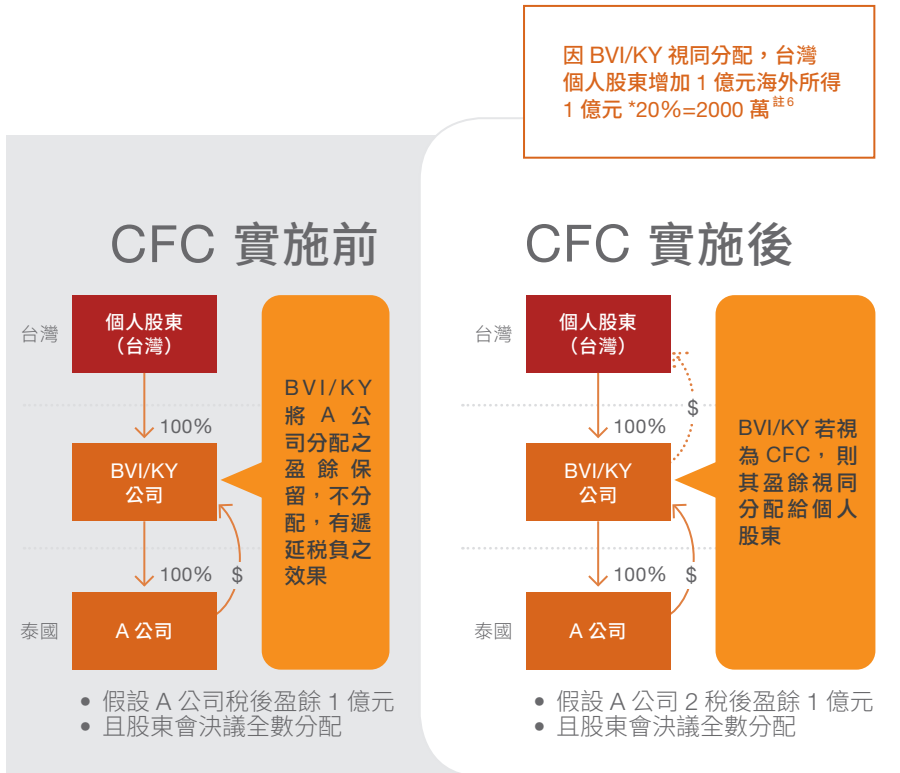 因 BVI/KY 視同分配，台灣
個人股東增加 1 億元海外所得
1 億元 *20%=2000 萬註6
CFC 實施前
台灣
個人股東
（台灣）
100%
BVI/KY
公司
100%
$
泰國
A 公司
BVI/KY
將 A 公
司分配之
盈餘保
留，不分
配，有遞
延稅負之
效果
• 假設 A 公司稅後盈餘 1 億元
• 且股東會決議全數分配
CFC 實施後
台灣
個人股東
（台灣）
$
100%
BVI/KY
公司
100%
$
泰國
A 公司
BVI/KY 若視
為 CFC，則
其盈餘視同
分配給個人
股東
• 假設 A 公司 2 稅後盈餘 1 億元
• 且股東會決議全數分配